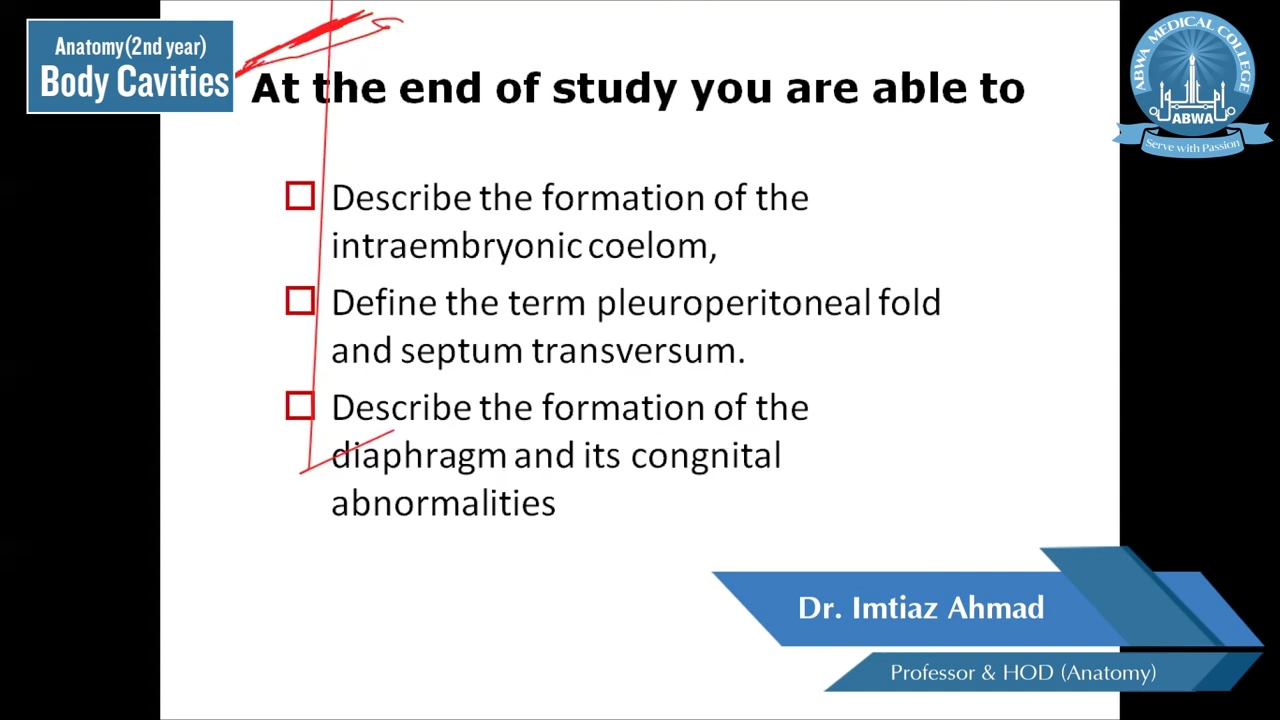 Anatomy(2nd year)
Body Cavities
ABWA MEDICAL COLLEGE
ABWA
Serve with Passion
At the end of study you are able to
Describe the formation of the
intraembryonic coelom,
Define the term pleuroperitoneal fold
and septum transversum.
Describe the formation of the
diaphragm and its congnital
abnormalities
Dr. Imtiaz Ahmad
Professor & HOD (Anatomy)